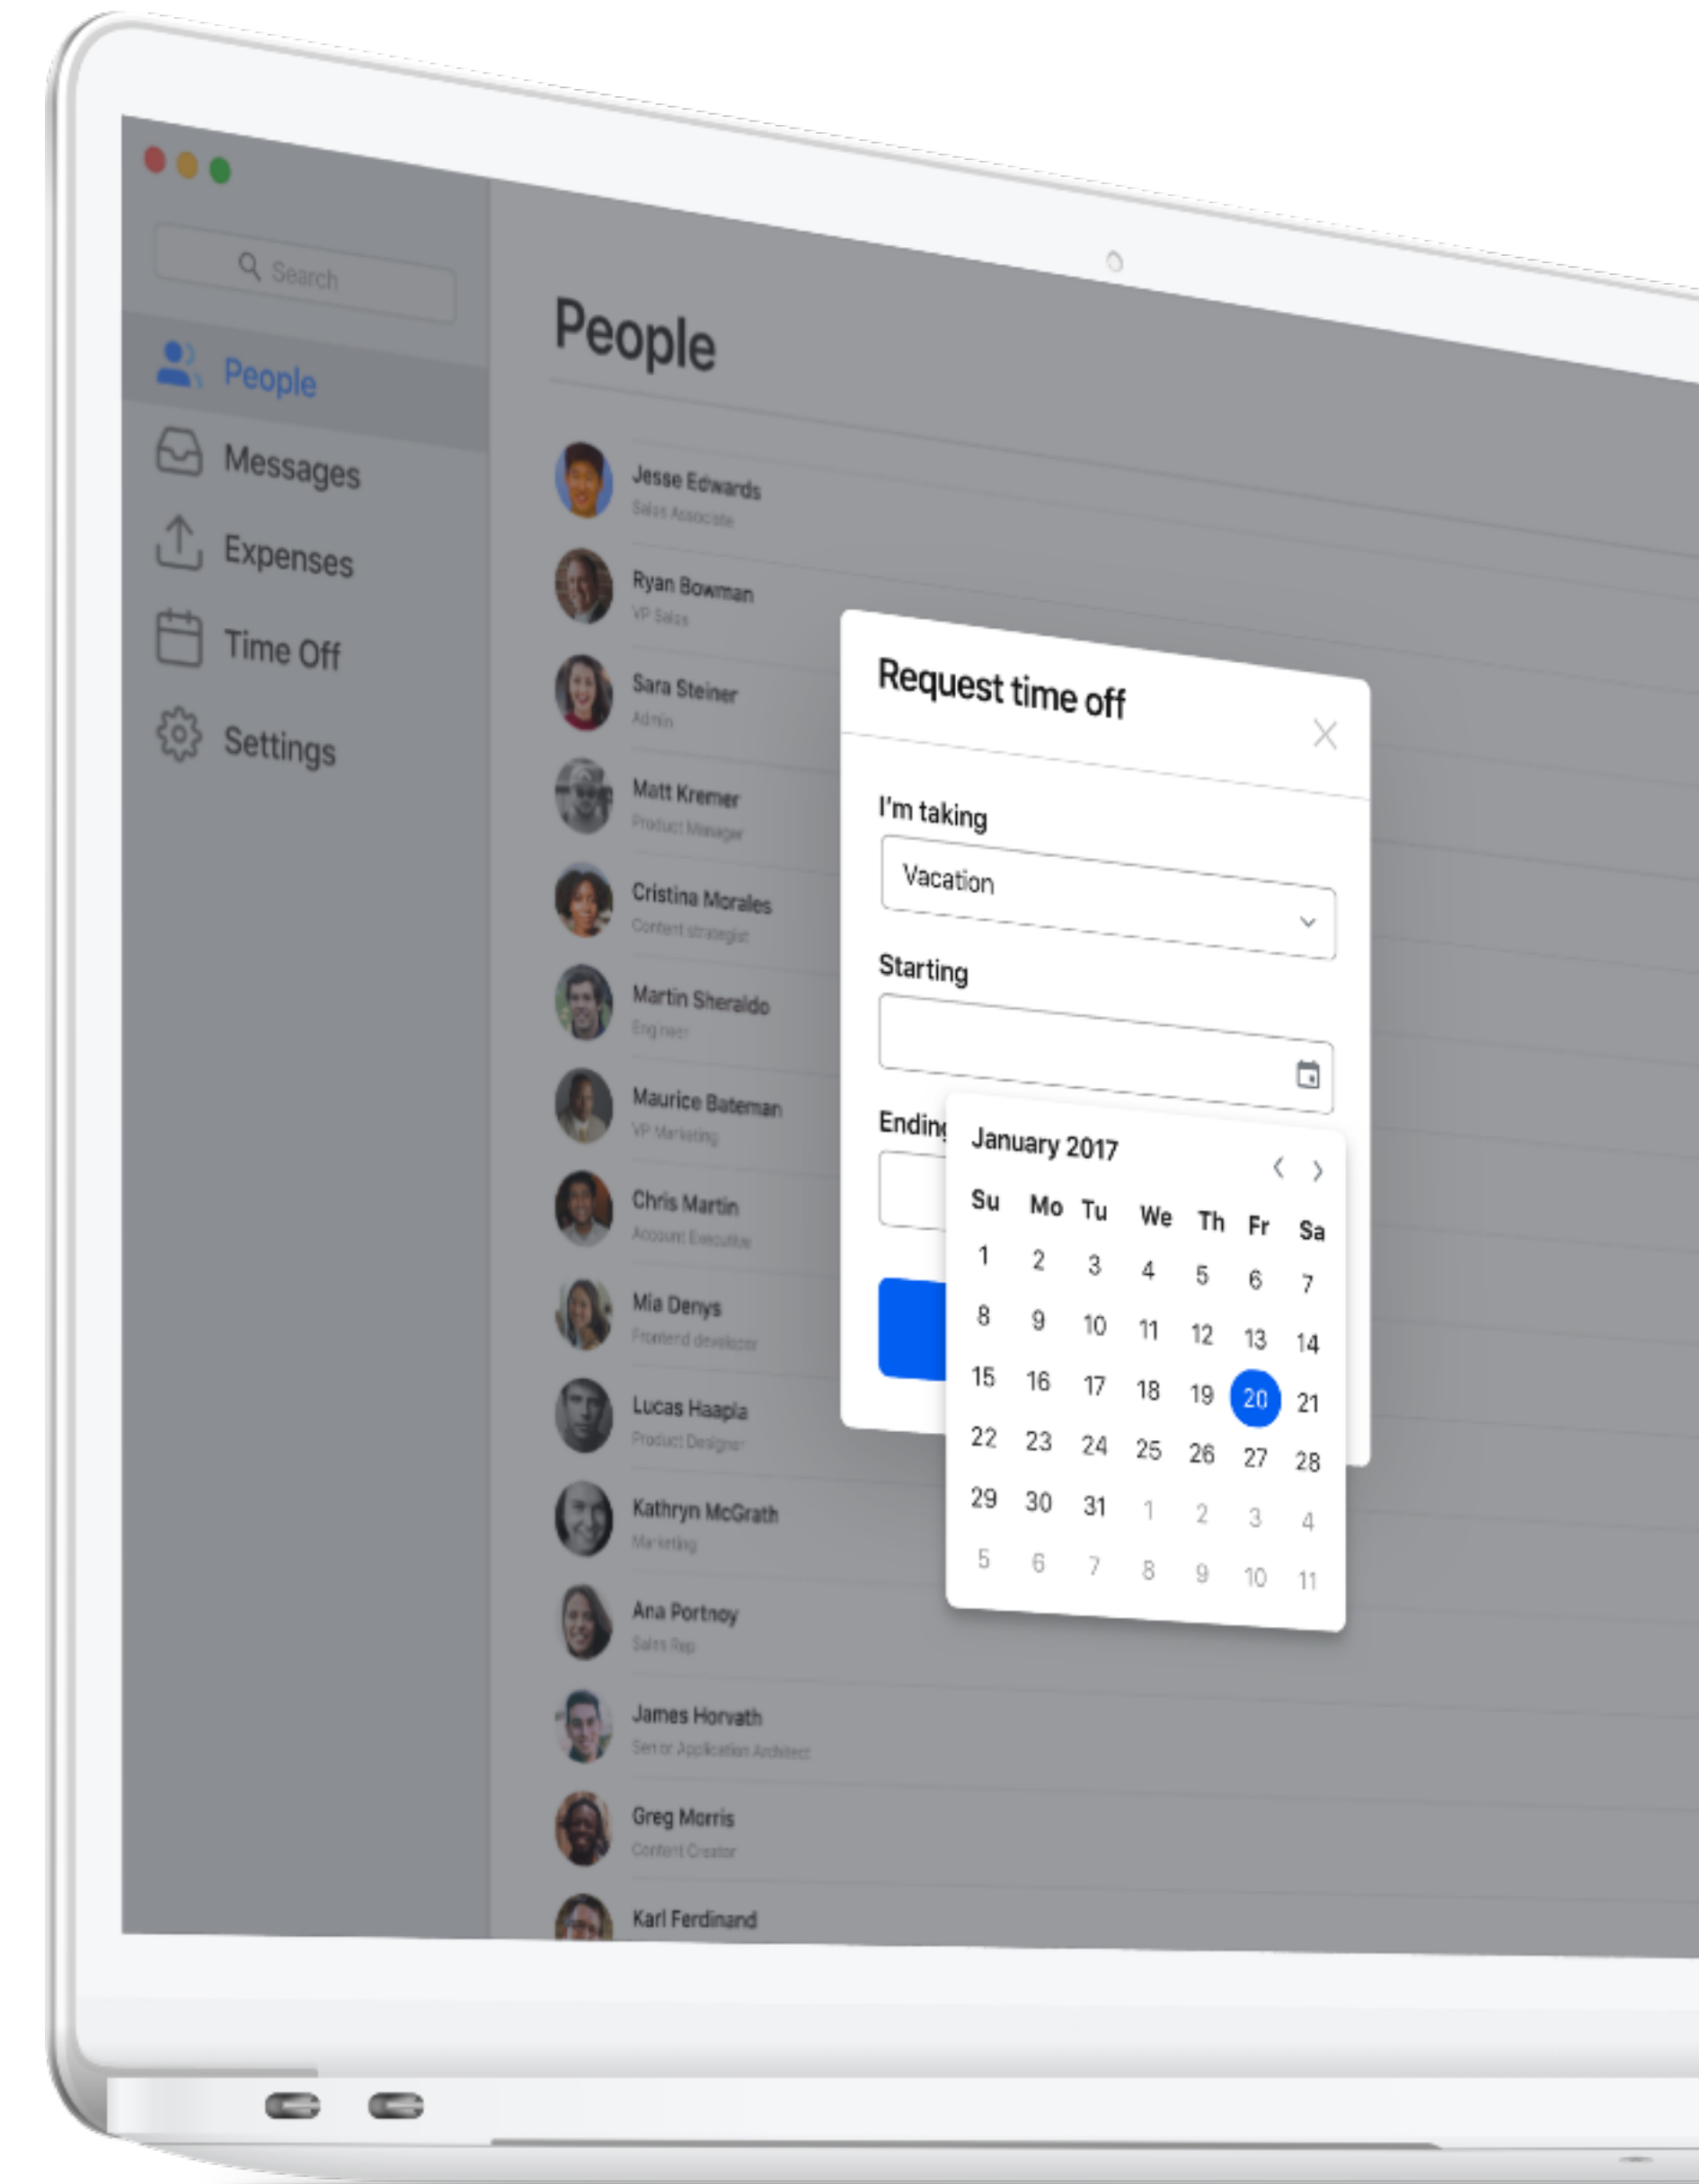 Search
People
Messages
Expenses
Time Off
Settings
People
Jesse Edwards
Sales Associate
Ryan Bowman
VP Sales
Sara Steiner
Admin
Matt Kremer
Product Manager
Cristina Morales
Content strategist
Martin Sheraldo
Engineer
Maurice Bateman
VP Marketing
Chris Martin
Account Executive
Mia Denys
Frontend developer
Lucas Haapla
Product Designer
Kathryn McGrath
Marketing
Ana Portnoy
Sales Rep
James Horvath
Senior Application Architect
Greg Morris
Content Creator
Karl Ferdinand
Request time off
I'm taking
Vacation
Starting
Ending
January 2017
Su Mo Tu We Th Fr Sa
1 2 3 4 5 6 7
8 9 10 11 12 13 14
15 16 17 18 19 20 21
22 23 24 25 26 27 28
29 30 31 1 2 3 4
5 6 7 8 9 10 11